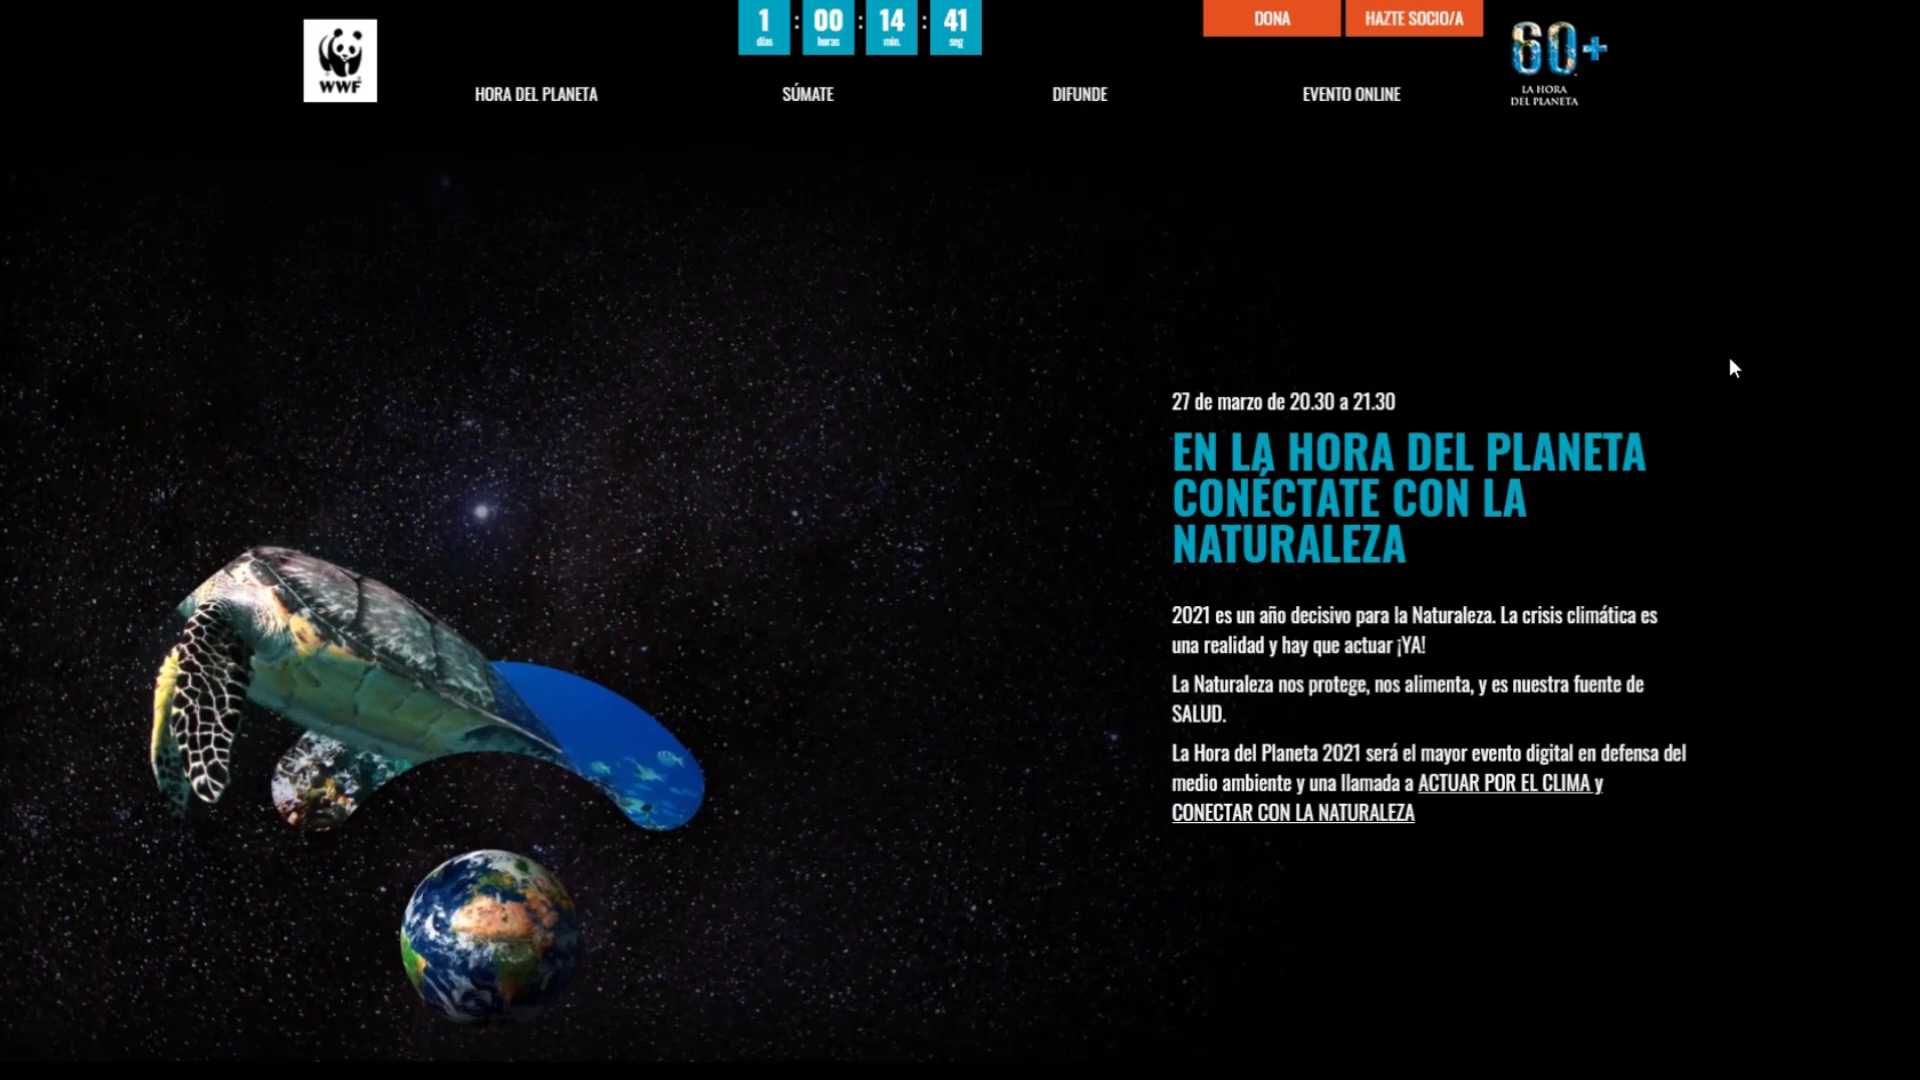 1 : 00 : 14 : 41
días horas min. seg
DONA
HAZTE SOCIO/A
WWF
HORA DEL PLANETA
SÚMATE
DIFUNDE
EVENTO ONLINE
60+
LA HORA
DEL PLANETA
27 de marzo de 20.30 a 21.30
EN LA HORA DEL PLANETA
CONÉCTATE CON LA
NATURALEZA
2021 es un año decisivo para la Naturaleza. La crisis climática es
una realidad y hay que actuar ¡YA!
La Naturaleza nos protege, nos alimenta, y es nuestra fuente de
SALUD.
La Hora del Planeta 2021 será el mayor evento digital en defensa del
medio ambiente y una llamada a ACTUAR POR EL CLIMA y
CONECTAR CON LA NATURALEZA